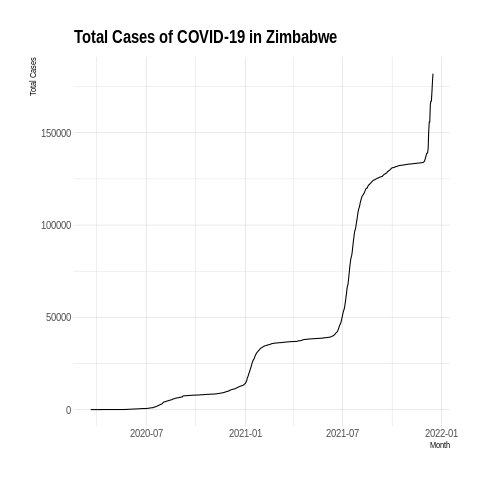 Total Cases of COVID-19 in Zimbabwe
Total Cases
150000
100000
50000
0
2020-07 2021-01 2021-07 2022-01
Month